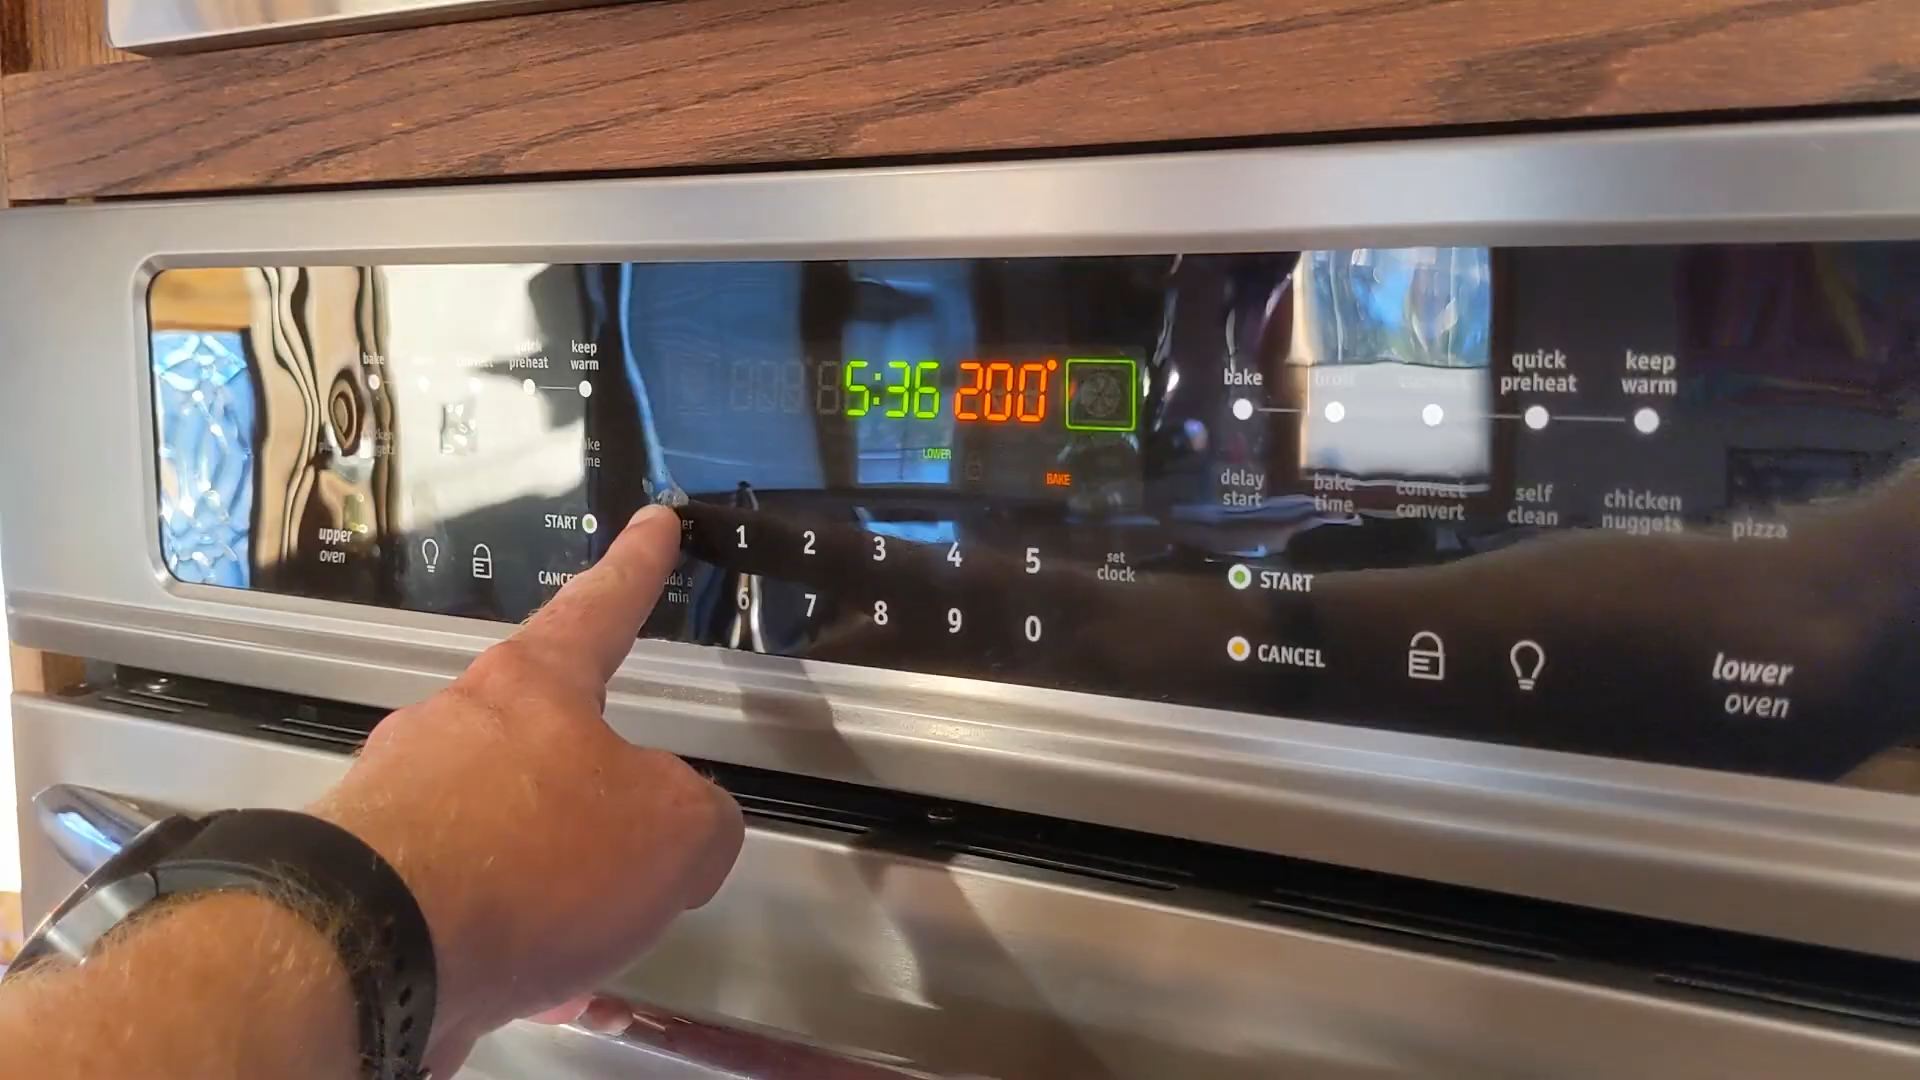 bake
quick
preheat
keep
warm
5:36 200°
LOWER
BAKE
upper
oven
START
add a
min
1 2 3 4 5
6 7 8 9 0
set
clock
bake
quick
preheat
keep
warm
delay
start
bake
time
convect
convert
self
clean
chicken
nuggets
pizza
START
CANCEL
lower
oven